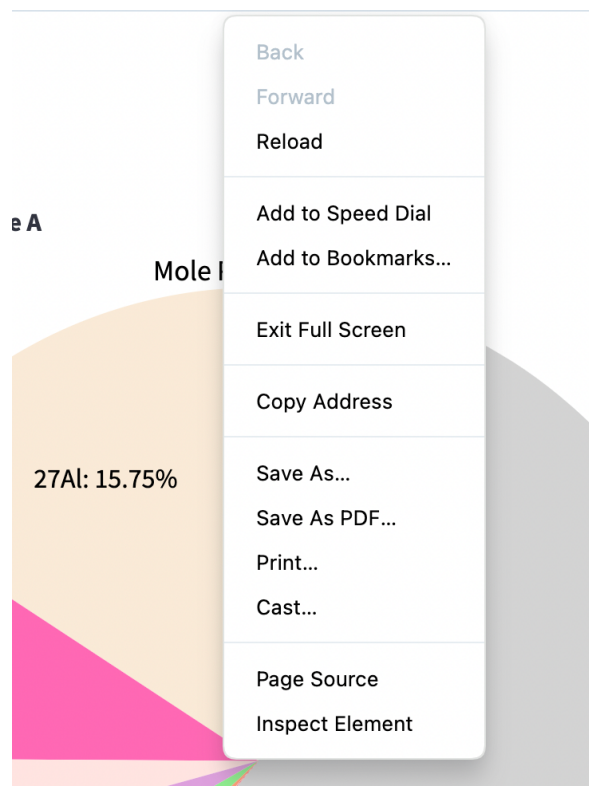 Back
Forward
Reload
Add to Speed Dial
e A
Add to Bookmarks...
Mole
Exit Full Screen
Copy Address
27Al: 15.75%
Save As...
Save As PDF...
Print...
Cast...
Page Source
Inspect Element